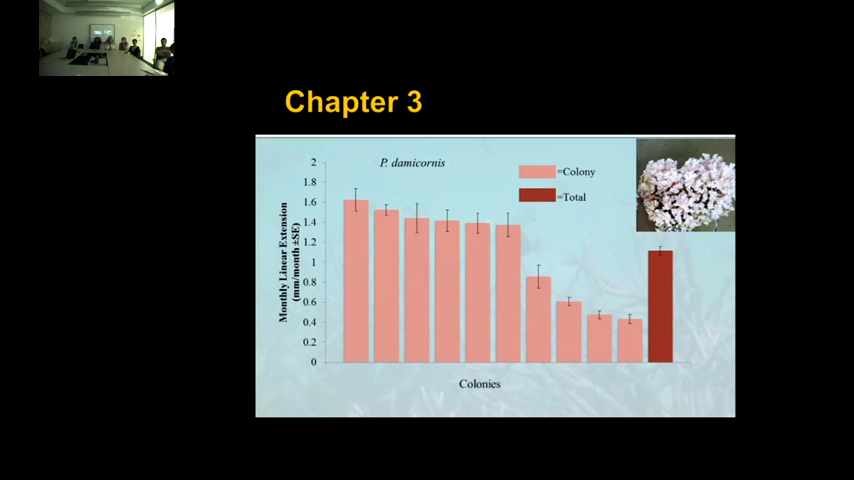 Chapter 3
P. damicornis
=Colony
=Total
Monthly Linear Extension
(mm/month ±SE)
2
1.8
1.6
1.4
1.2
1
0.8
0.6
0.4
0.2
0
Colonies